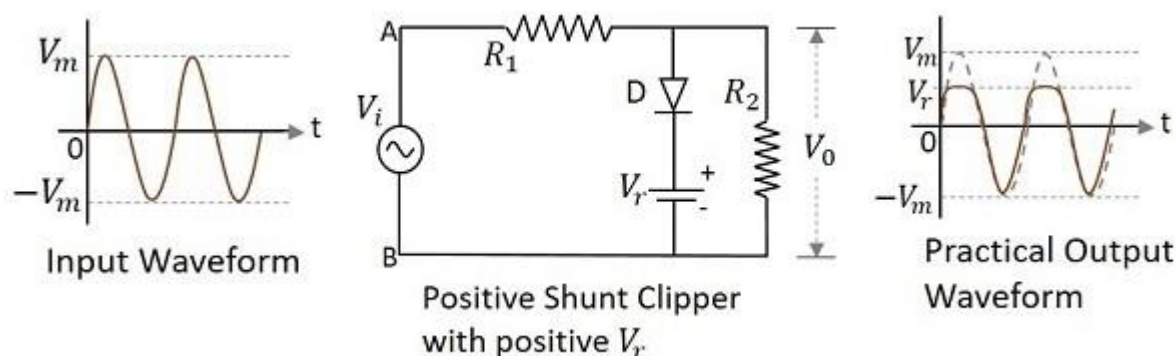 V_m
0
t
−V_m
Input Waveform
A
R_1
V_i
D
R_2
V_r
+
-
B
V_0
Positive Shunt Clipper
with positive V_r
V_m
V_r
0
t
−V_m
Practical Output
Waveform